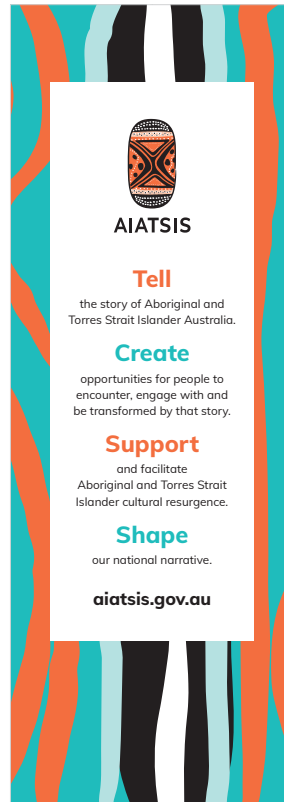 AIATSIS
Tell
the story of Aboriginal and
Torres Strait Islander Australia.
Create
opportunities for people to
encounter, engage with and
be transformed by that story.
Support
and facilitate
Aboriginal and Torres Strait
Islander cultural resurgence.
Shape
our national narrative.
aiatsis.gov.au